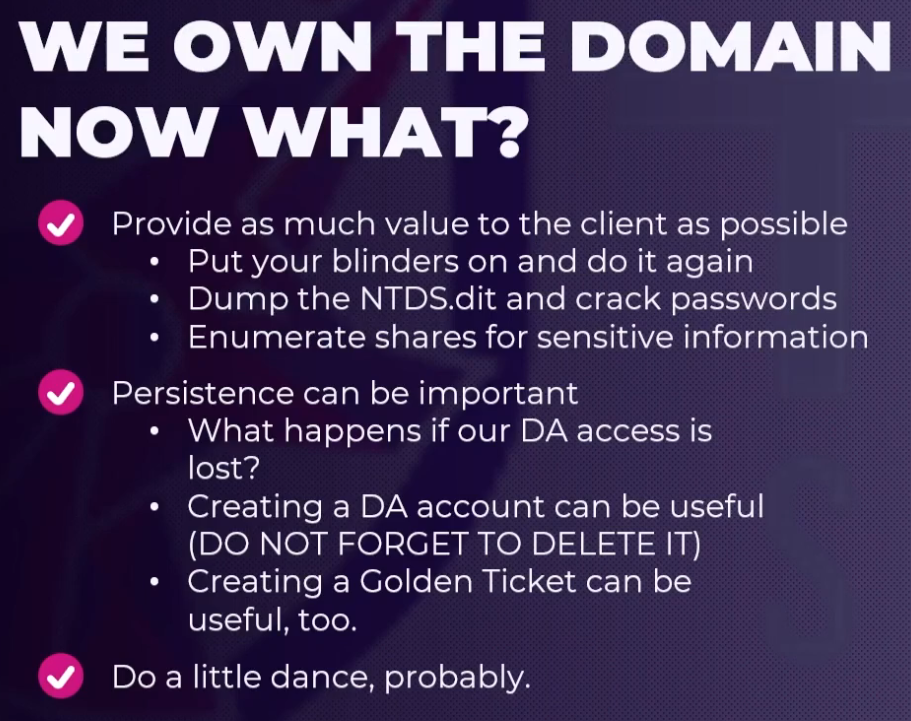 WE OWN THE DOMAIN
NOW WHAT?
Provide as much value to the client as possible
• Put your blinders on and do it again
• Dump the NTDS.dit and crack passwords
• Enumerate shares for sensitive information
Persistence can be important
• What happens if our DA access is
lost?
• Creating a DA account can be useful
(DO NOT FORGET TO DELETE IT)
• Creating a Golden Ticket can be
useful, too.
Do a little dance, probably.